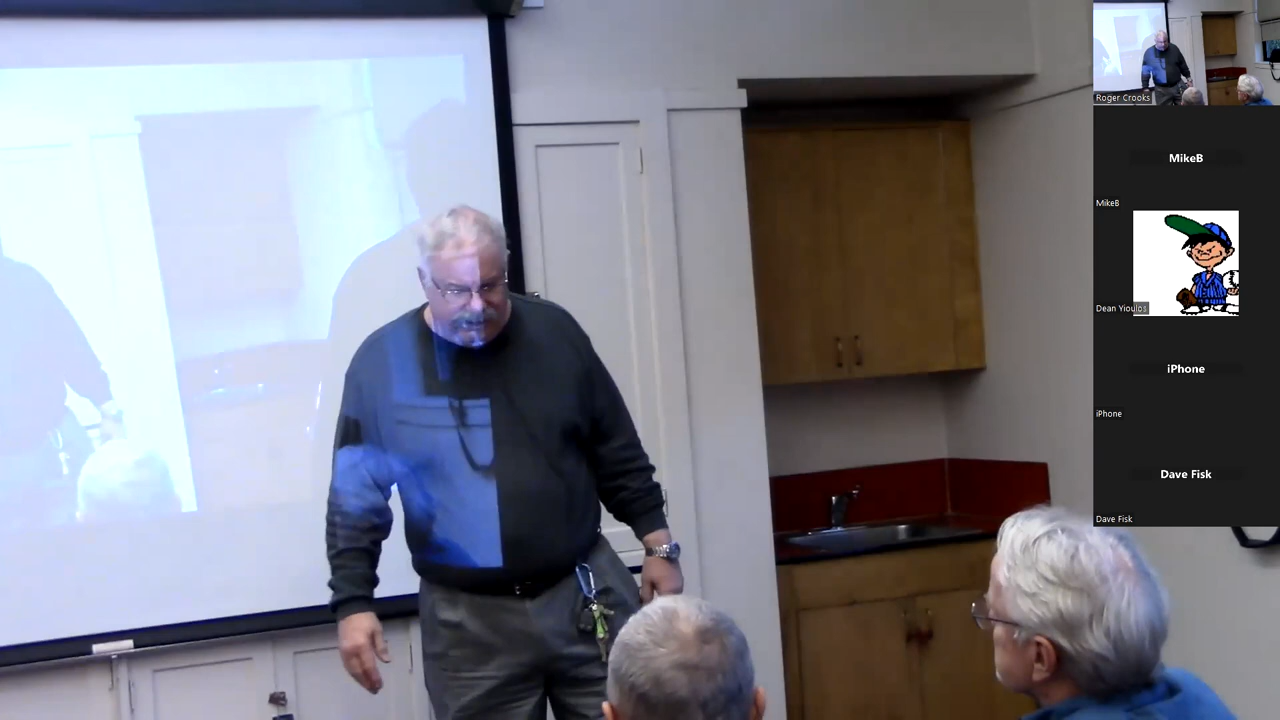 Roger Crooks
MikeB
MikeB
Dean Yioulos
iPhone
iPhone
Dave Fisk
Dave Fisk